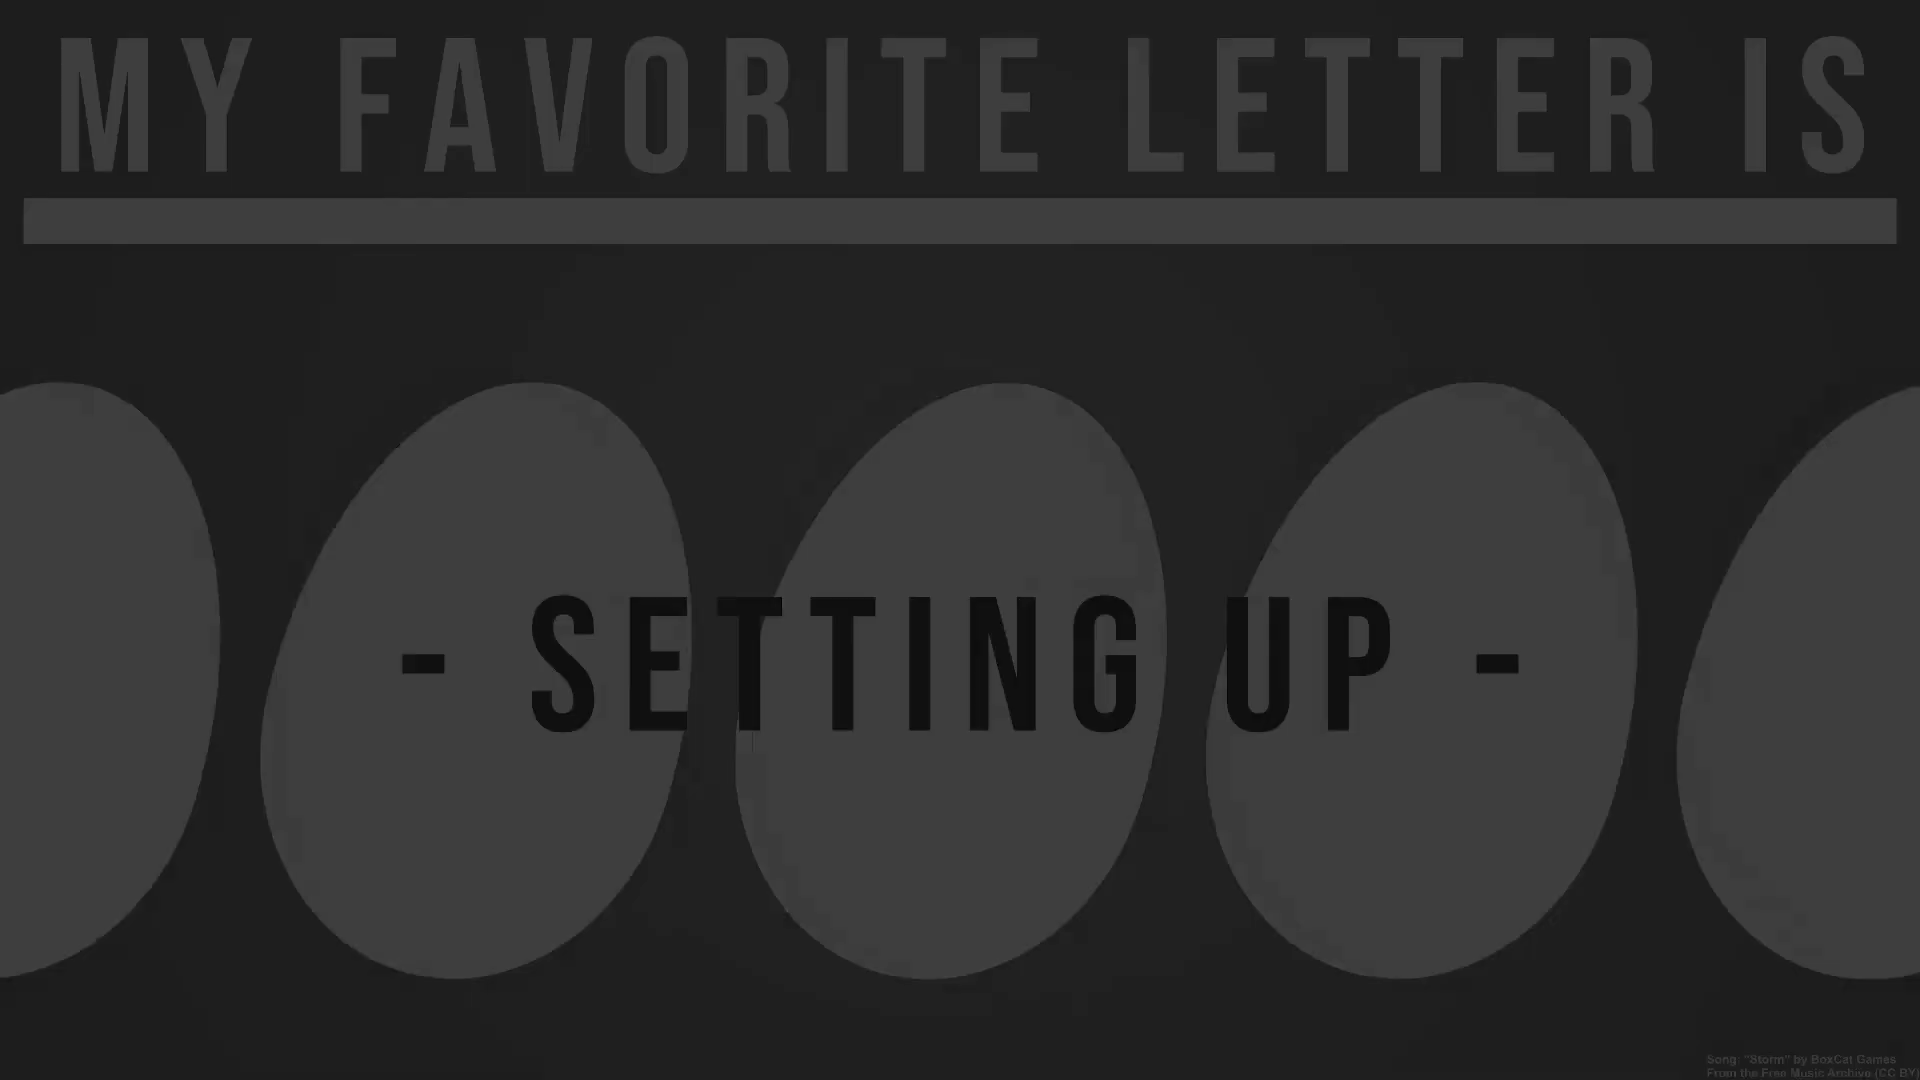 MY FAVORITE LETTER IS
- SETTING UP -
Song: "Storm" by BoxCat Games
From the Free Music Archive (CC BY)